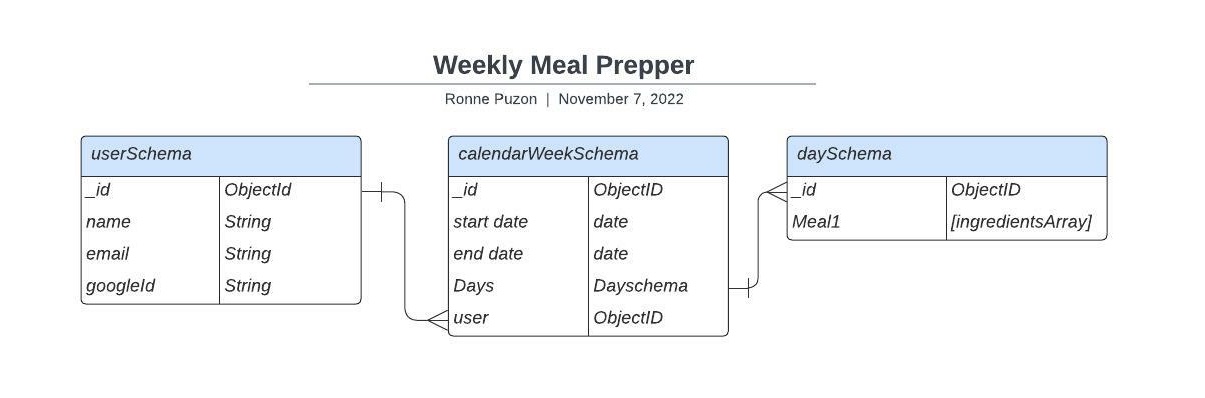 Weekly Meal Prepper
Ronne Puzon | November 7, 2022
userSchema
_id ObjectId
name String
email String
googleId String
calendarWeekSchema
_id ObjectID
start date date
end date date
Days Dayschema
user ObjectID
daySchema
_id ObjectID
Meal1 [ingredientsArray]